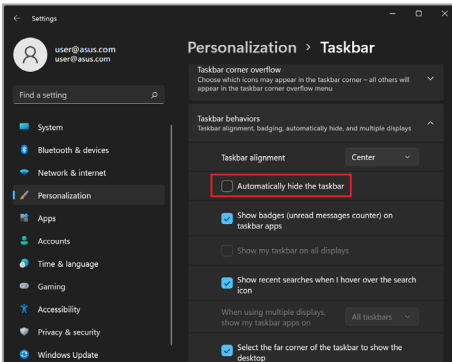 Settings
user@asus.com
user@asus.com
Find a setting
System
Bluetooth & devices
Network & internet
Personalization
Apps
Accounts
Time & language
Gaming
Accessibility
Privacy & security
Windows Update
Personalization > Taskbar
Taskbar corner overflow
Choose which icons may appear in the taskbar corner – all others will
appear in the taskbar corner overflow menu
Taskbar behaviors
Taskbar alignment, badging, automatically hide, and multiple displays
Taskbar alignment
Center
Automatically hide the taskbar
Show badges (unread messages counter) on
taskbar apps
Show my taskbar on all displays
Show recent searches when I hover over the search
icon
When using multiple displays,
show my taskbar apps on
All taskbars
Select the far corner of the taskbar to show the
desktop